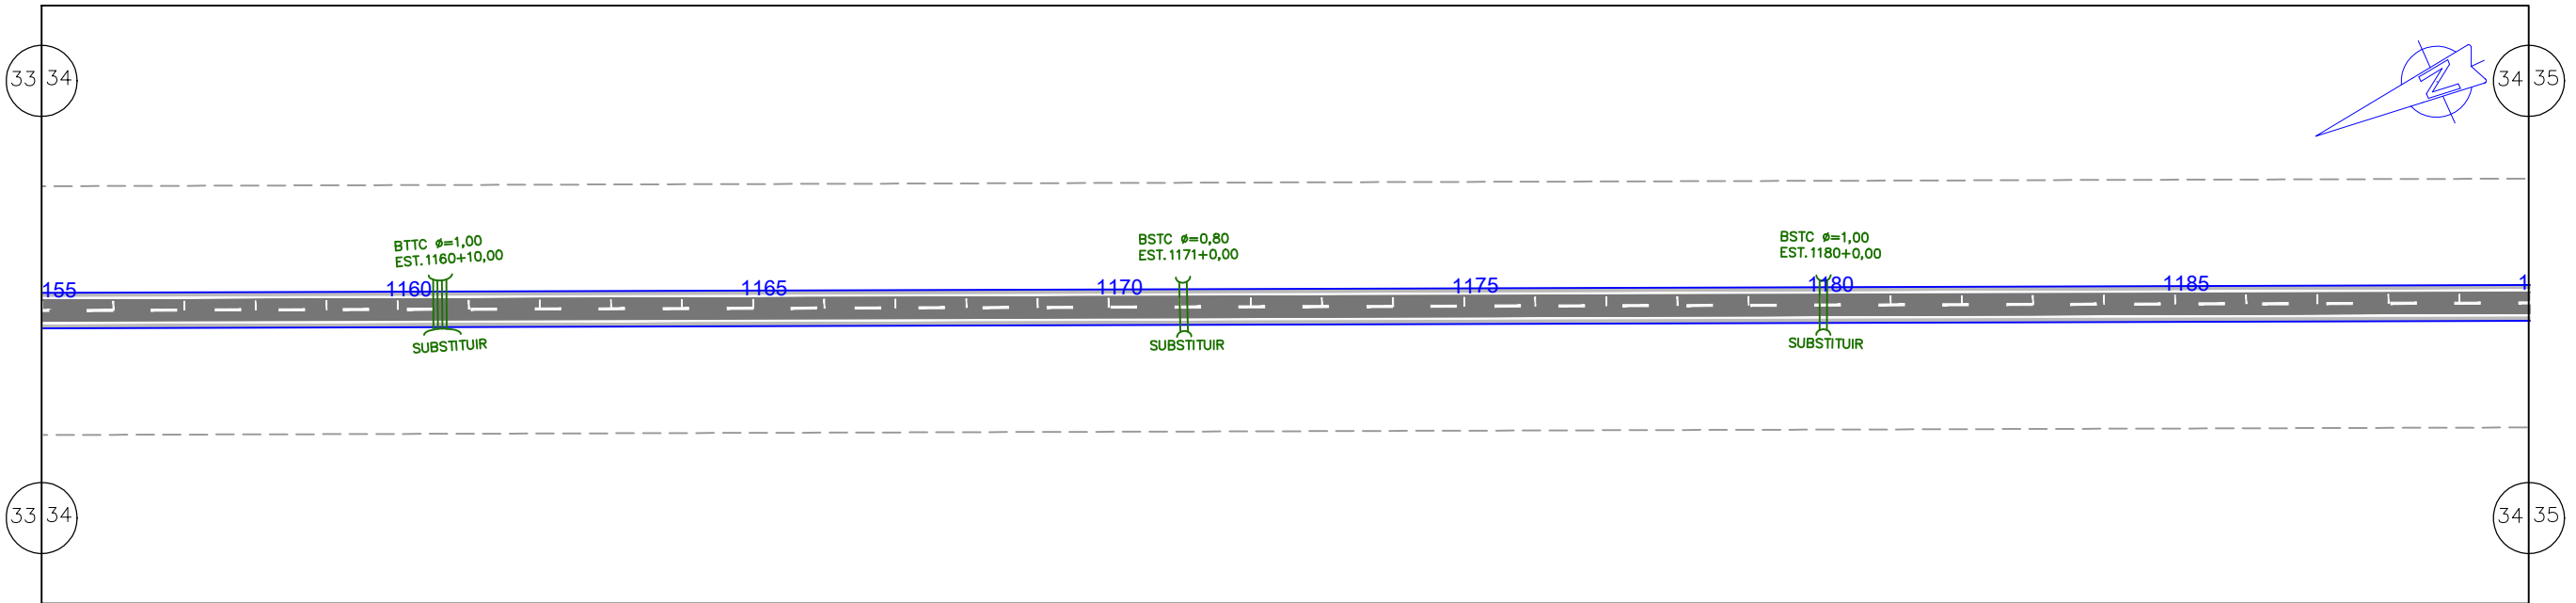 33 34
N
34 35
BTTC ø=1,00
EST.1160+10,00
BSTC ø=0,80
EST.1171+0,00
BSTC ø=1,00
EST.1180+0,00
155
1160
1165
1170
1175
1180
1185
1
SUBSTITUIR
SUBSTITUIR
SUBSTITUIR
33 34
34 35